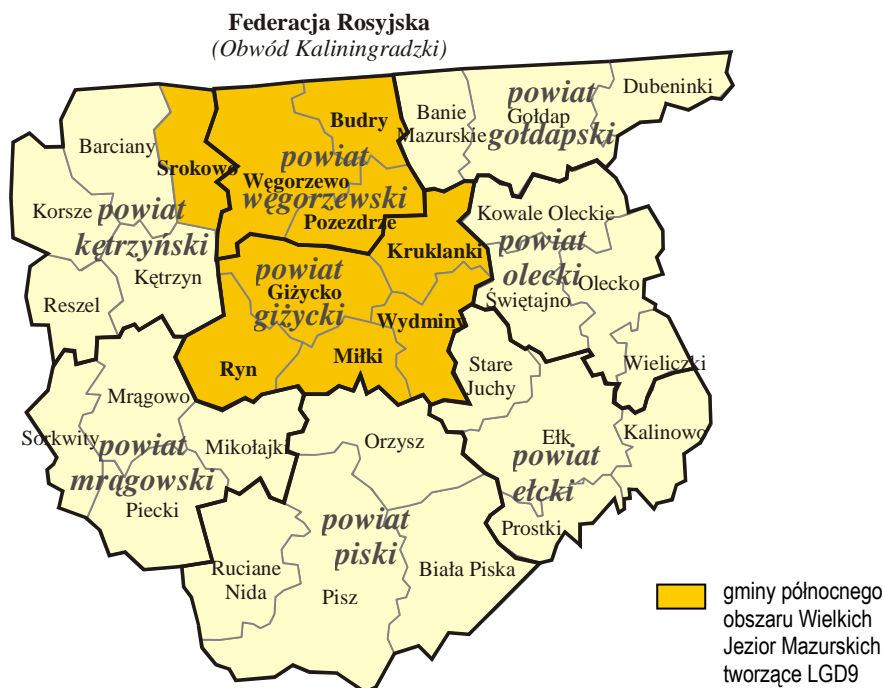 Federacja Rosyjska
(Obwód Kaliningradzki)
Dubeninki
powiat
Gołdap
gołdapski
Banie
Mazurskie
Budry
Barciany
Srokowo
powiat
Węgorzewo
węgorzewski
Pozezdrze
Korsze
powiat
kętrzyński
Kętrzyn
Reszel
Kowale Oleckie
powiat
olecki
Olecko
Świętajno
Wieliczki
Kruklanki
powiat
Giżycko
giżycki
Wydminy
Ryn
Miłki
Stare
Juchy
Mrągowo
Sorkwity
powiat
mrągowski
Mikołajki
Piecki
Orzysz
Ełk
powiat
ełcki
Kalinowo
Prostki
powiat
piski
Ruciane
Nida
Pisz
Biała Piska
gminy północnego
obszaru Wielkich
Jezior Mazurskich
tworzące LGD9